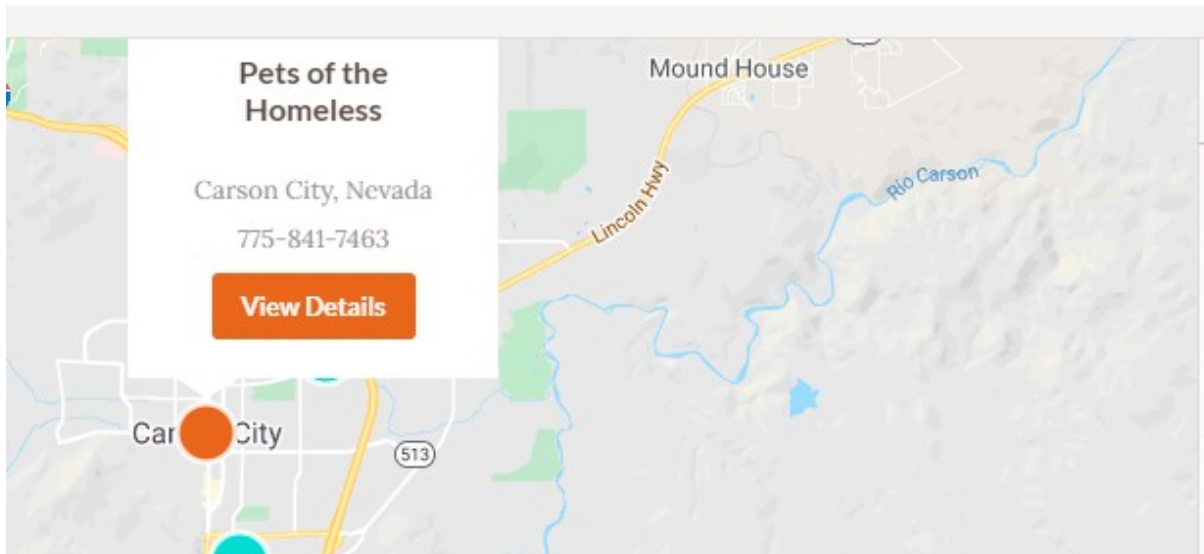 Pets of the
Homeless
Carson City, Nevada
775-841-7463
View Details
Mound House
Lincoln Hwy
Río Carson
Car City
513